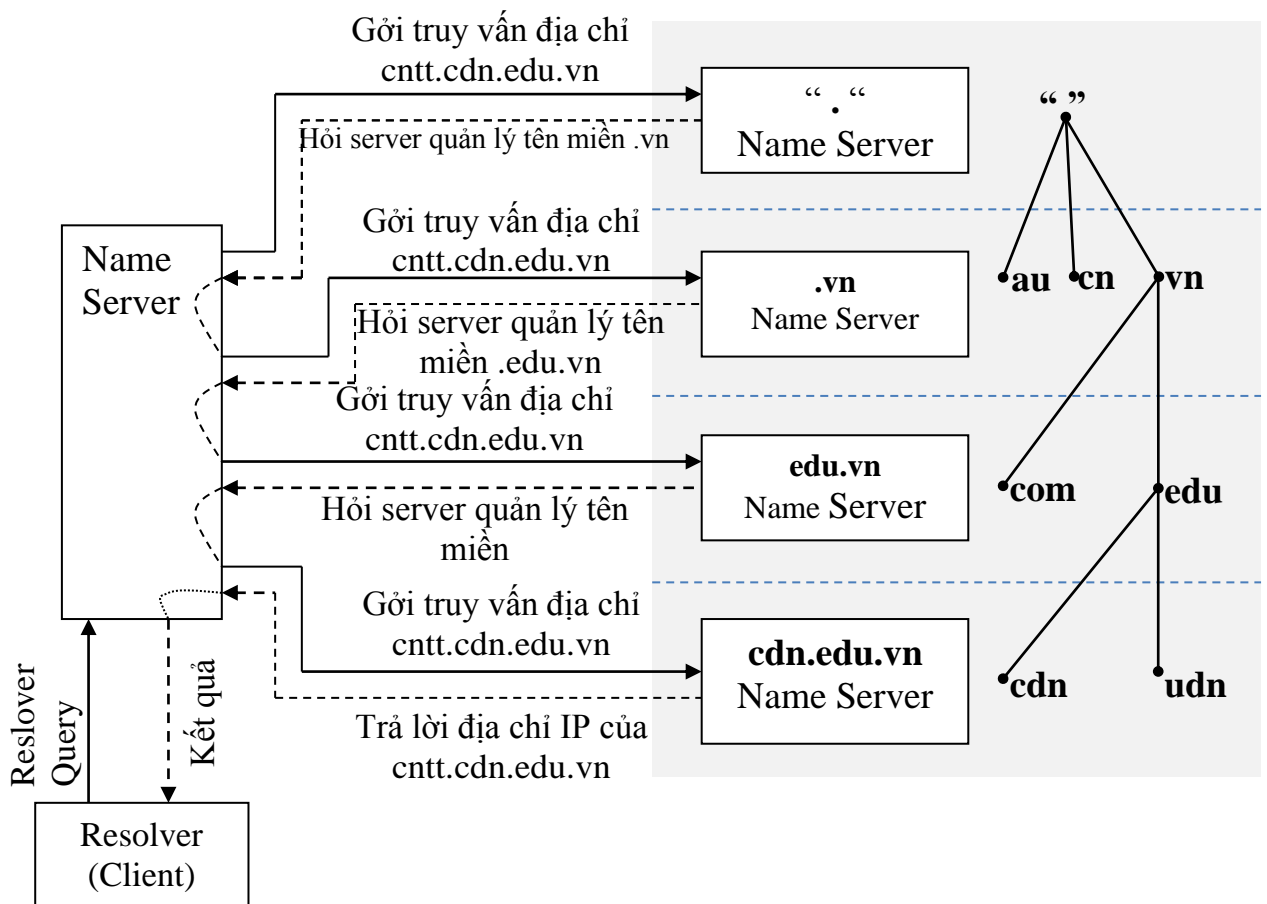 Gởi truy vấn địa chỉ
cntt.cdn.edu.vn
“ . “
Name Server
“ ”
Hỏi server quản lý tên miền .vn
Gởi truy vấn địa chỉ
cntt.cdn.edu.vn
Name
Server
.vn
Name Server
au
cn
vn
Hỏi server quản lý tên
miền .edu.vn
Gởi truy vấn địa chỉ
cntt.cdn.edu.vn
edu.vn
Name Server
com
edu
Hỏi server quản lý tên
miền
Gởi truy vấn địa chỉ
cntt.cdn.edu.vn
cdn.edu.vn
Name Server
cdn
udn
Trả lời địa chỉ IP của
cntt.cdn.edu.vn
Reslover
Query
Kết quả
Resolver
(Client)